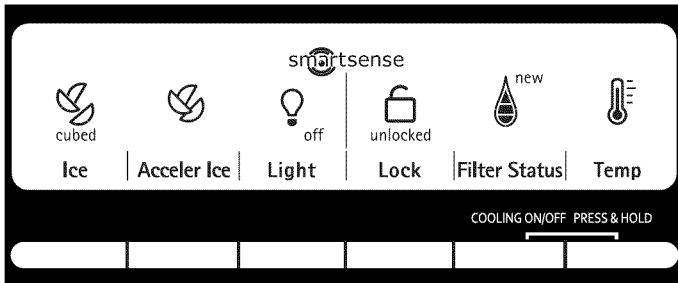 smartsense
new
cubed
off
unlocked
Ice Acceler Ice Light Lock Filter Status Temp
COOLING ON/OFF PRESS & HOLD